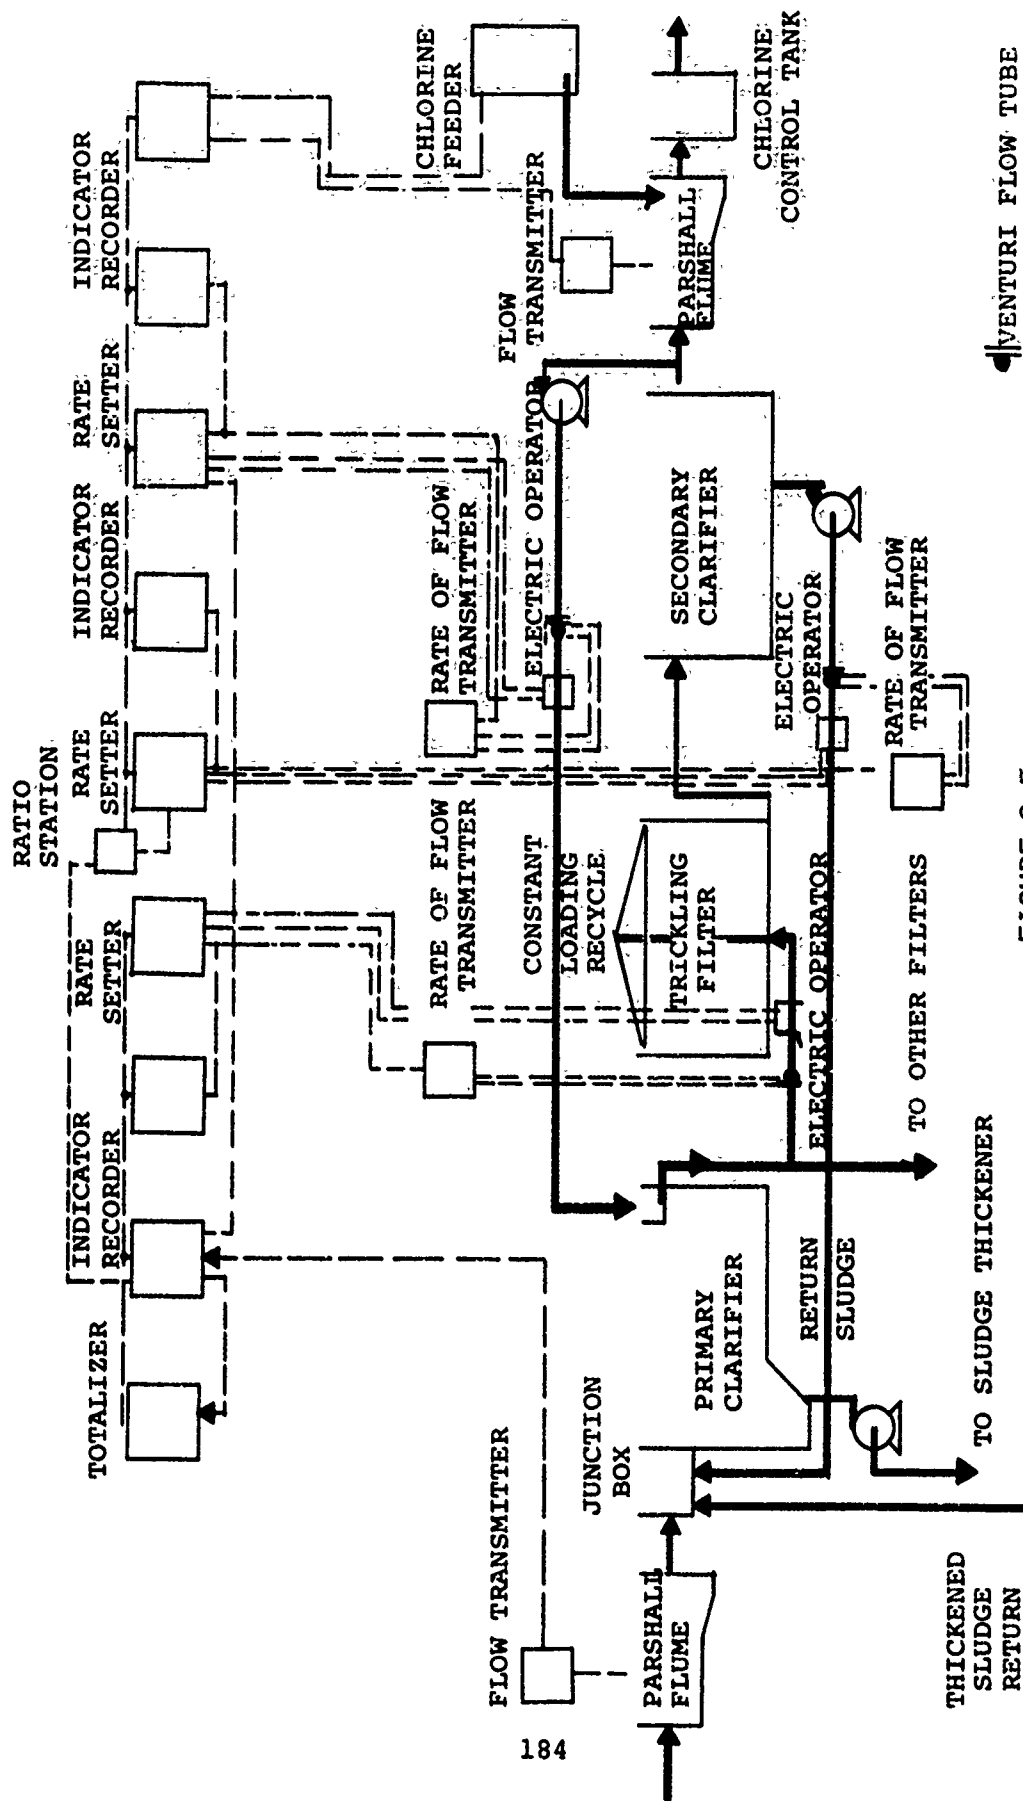 RATIO
STATION
TOTALIZER
INDICATOR
RECORDER
RATE
SETTER
RATE
SETTER
INDICATOR
RECORDER
RATE
SETTER
INDICATOR
RECORDER
FLOW TRANSMITTER
RATE OF FLOW
TRANSMITTER
RATE OF FLOW
TRANSMITTER
FLOW
TRANSMITTER
CHLORINE
FEEDER
ELECTRIC OPERATOR
CONSTANT
LOADING
RECYCLE
JUNCTION
BOX
PARSHALL
FLUME
PRIMARY
CLARIFIER
TRICKLING
FILTER
SECONDARY
CLARIFIER
PARSHALL
FLUME
CHLORINE
CONTROL TANK
RETURN
SLUDGE
ELECTRIC OPERATOR
ELECTRIC
OPERATOR
RATE OF FLOW
TRANSMITTER
TO OTHER FILTERS
TO SLUDGE THICKENER
THICKENED
SLUDGE
RETURN
VENTURI FLOW TUBE
184